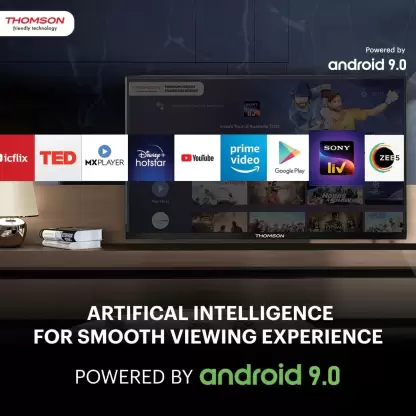 THOMSON
friendly technology
Powered by
android 9.0
icflix
TED
MXPLAYER
Disney+
hotstar
YouTube
prime
video
Google Play
SONY
liv
ZEE5
THOMSON
ARTIFICAL INTELLIGENCE
FOR SMOOTH VIEWING EXPERIENCE
POWERED BY android 9.0